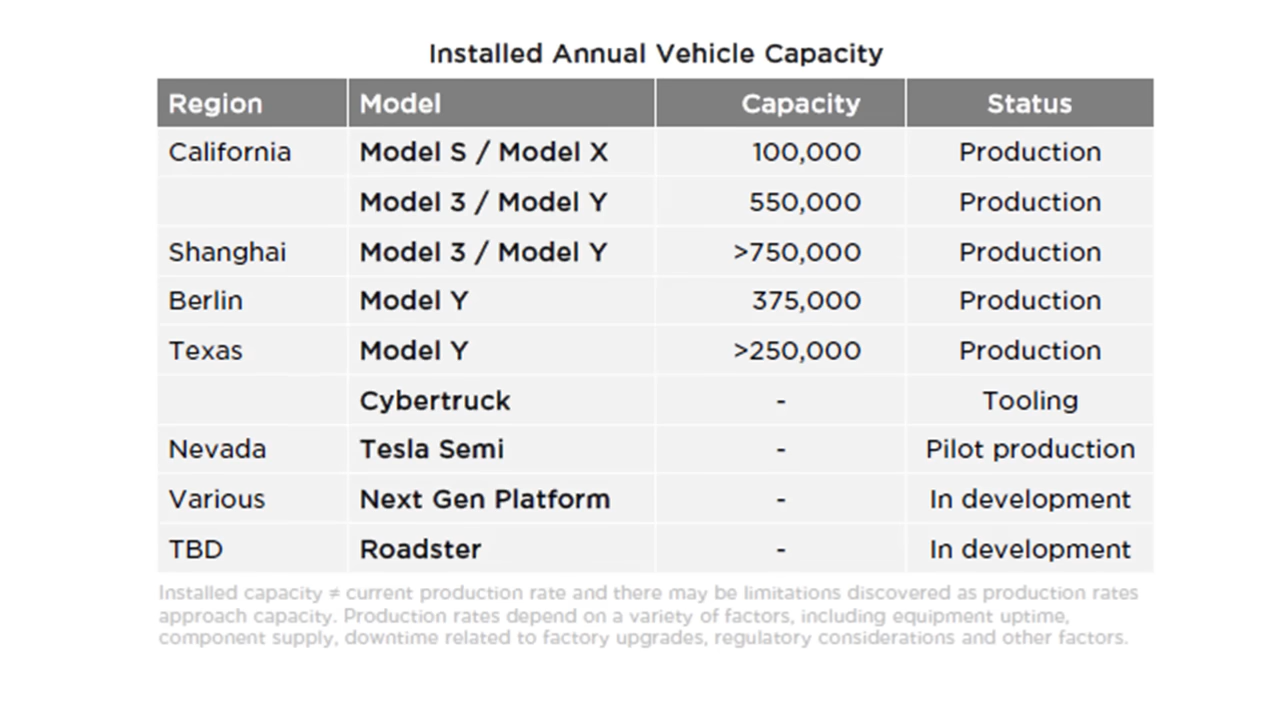 Installed Annual Vehicle Capacity
Region Model Capacity Status
California Model S / Model X 100,000 Production
Model 3 / Model Y 550,000 Production
Shanghai Model 3 / Model Y >750,000 Production
Berlin Model Y 375,000 Production
Texas Model Y >250,000 Production
Cybertruck - Tooling
Nevada Tesla Semi - Pilot production
Various Next Gen Platform - In development
TBD Roadster - In development
Installed capacity ≠ current production rate and there may be limitations discovered as production rates
approach capacity. Production rates depend on a variety of factors, including equipment uptime,
component supply, downtime related to factory upgrades, regulatory considerations and other factors.